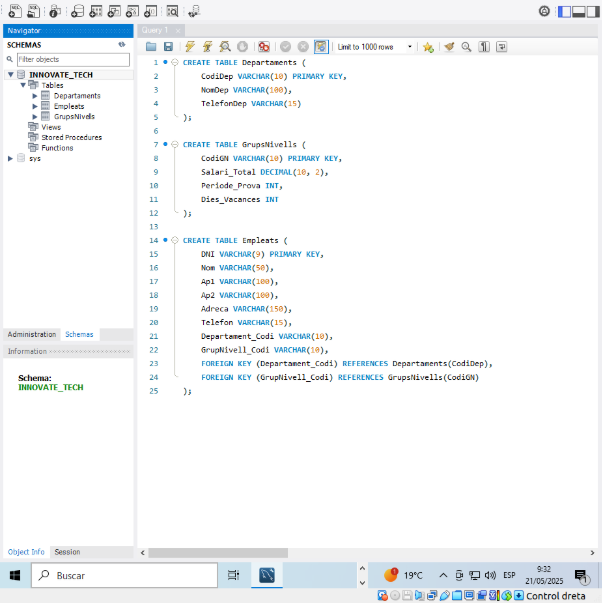 Navigator
SCHEMAS
Filter objects
INNOVATE_TECH
Tables
Departaments
Empleats
GrupsNivells
Views
Stored Procedures
Functions
sys
Administration Schemas
Information
Schema:
INNOVATE_TECH
Object Info Session
Query 1
Limit to 1000 rows
1 CREATE TABLE Departaments (
2 CodiDep VARCHAR(10) PRIMARY KEY,
3 NomDep VARCHAR(100),
4 TelefonDep VARCHAR(15)
5 );
6
7 CREATE TABLE GrupsNivells (
8 CodiGN VARCHAR(10) PRIMARY KEY,
9 Salari_Total DECIMAL(10, 2),
10 Periode_Prova INT,
11 Dies_Vacances INT
12 );
13
14 CREATE TABLE Empleats (
15 DNI VARCHAR(9) PRIMARY KEY,
16 Nom VARCHAR(50),
17 Ap1 VARCHAR(100),
18 Ap2 VARCHAR(100),
19 Adreca VARCHAR(150),
20 Telefon VARCHAR(15),
21 Departament_Codi VARCHAR(10),
22 GrupNivell_Codi VARCHAR(10),
23 FOREIGN KEY (Departament_Codi) REFERENCES Departaments(CodiDep),
24 FOREIGN KEY (GrupNivell_Codi) REFERENCES GrupsNivells(CodiGN)
25 );
Buscar
19°C
ESP
9:32
21/05/2025
Control dreta